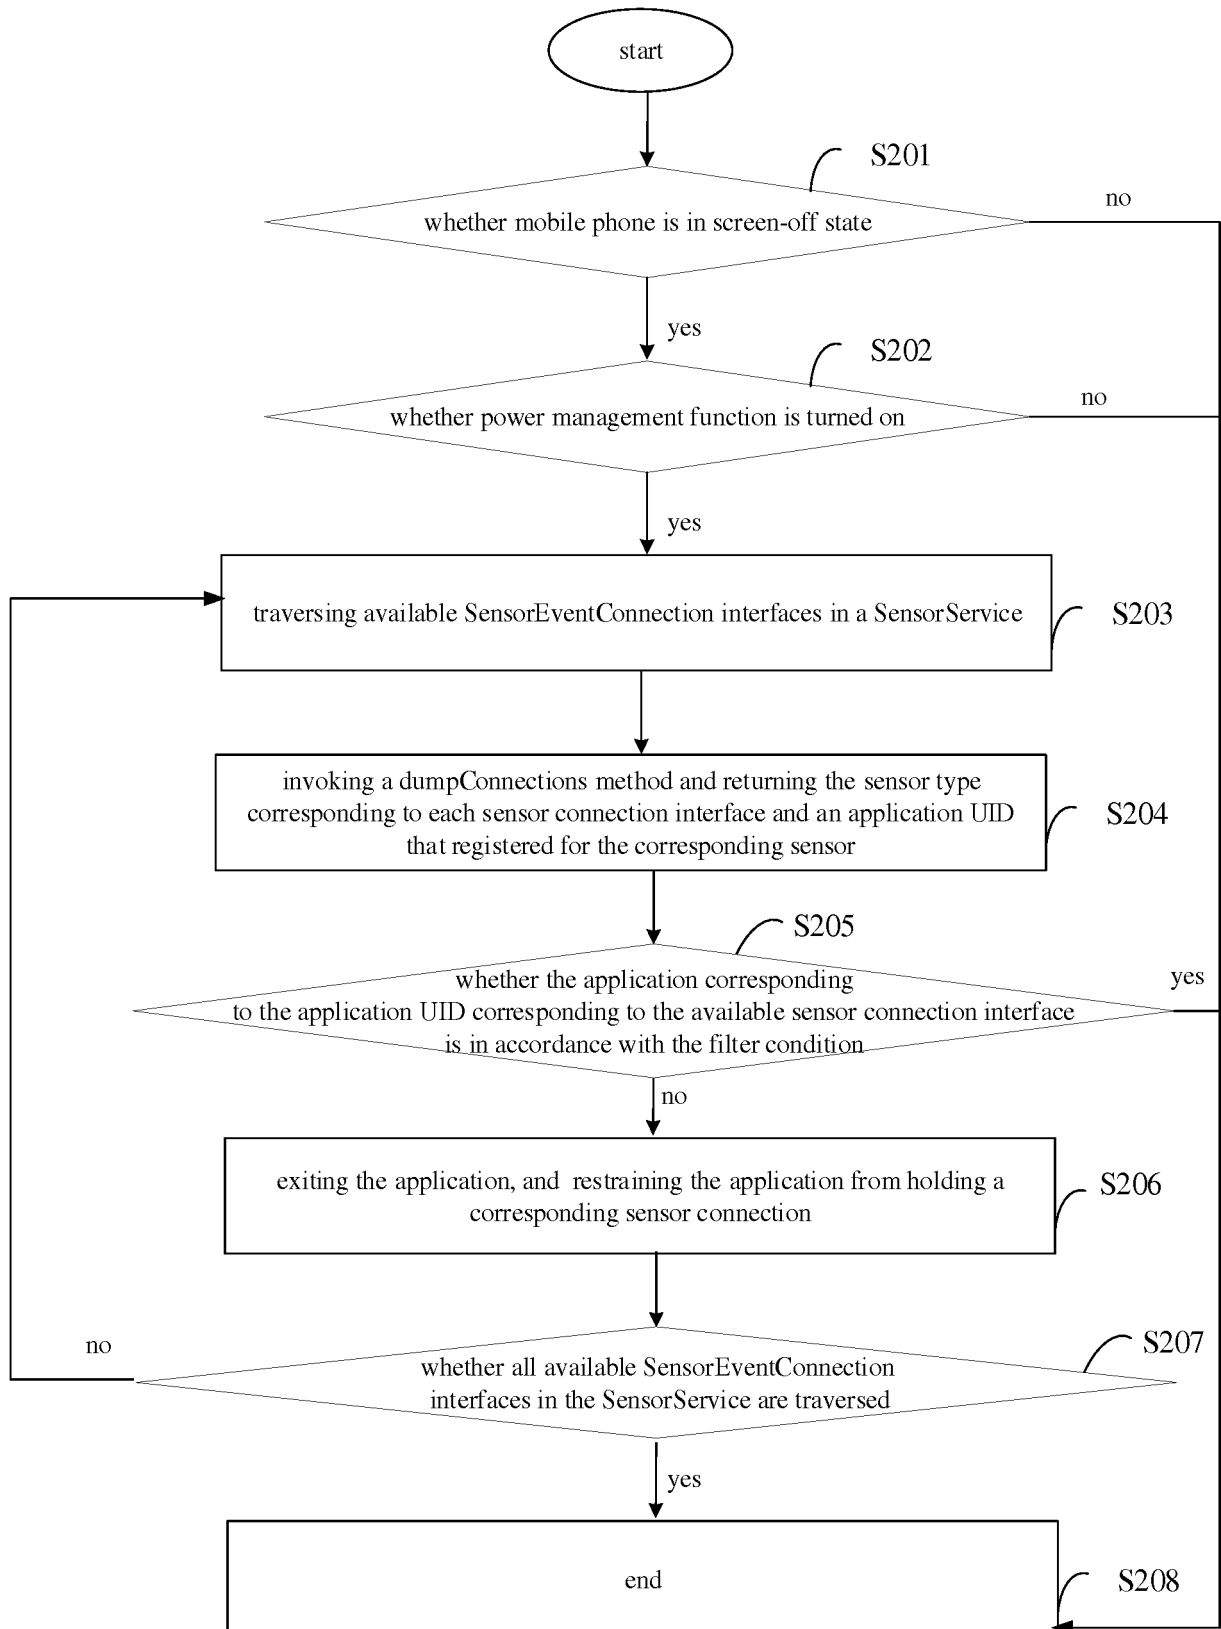 start
S201
no
whether mobile phone is in screen-off state
yes
S202
no
whether power management function is turned on
yes
traversing available SensorEventConnection interfaces in a SensorService
S203
invoking a dumpConnections method and returning the sensor type
corresponding to each sensor connection interface and an application UID
that registered for the corresponding sensor
S204
S205
whether the application corresponding
to the application UID corresponding to the available sensor connection interface
is in accordance with the filter condition
yes
no
exiting the application, and restraining the application from holding a
corresponding sensor connection
S206
no
S207
whether all available SensorEventConnection
interfaces in the SensorService are traversed
yes
end
S208